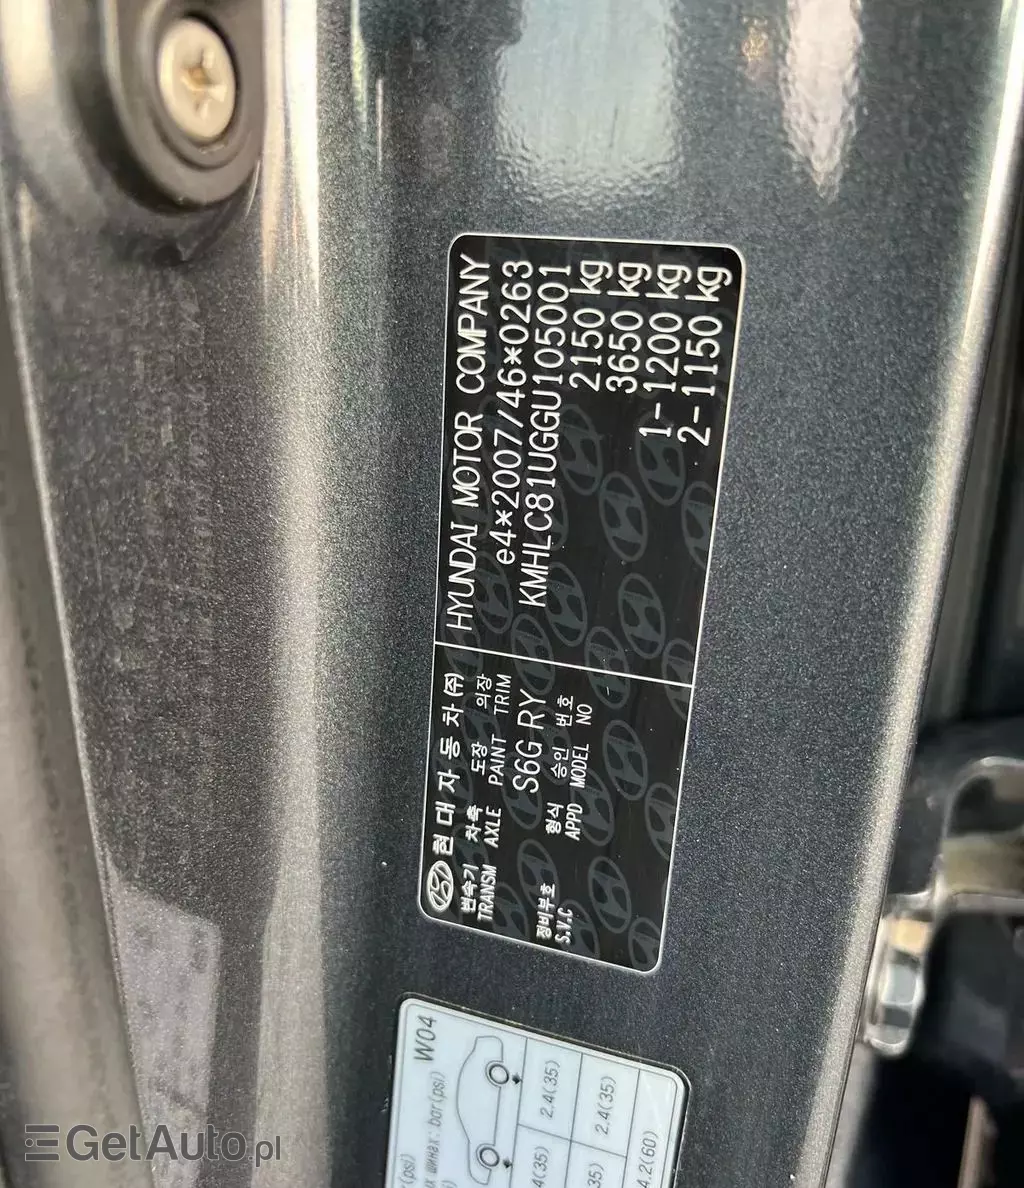 HYUNDAI MOTOR COMPANY
e4*2007/46*0263
KMHLC81UGGU105001
2150 kg
3650 kg
1-1200 kg
2-1150 kg
현대자동차(주)
변속기 차축 도장 의장
TRANSM AXLE PAINT TRIM
S6G RY
정비부호 형식 승인 번호
S.V.C APPD MODEL NO
W04
bar(psi)
2.4(35)
2.4(35)
4.2(60)
GetAuto.pl